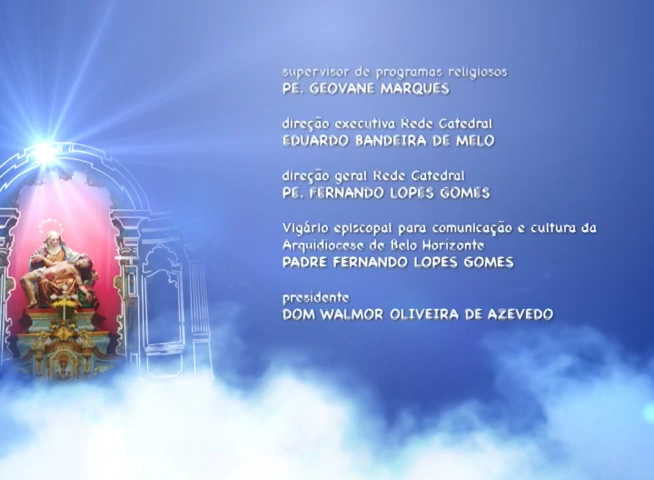 supervisor de programas religiosos
PE. GEOVANE MARQUES
direção executiva Rede Catedral
EDUARDO BANDEIRA DE MELO
direção geral Rede Catedral
PE. FERNANDO LOPES GOMES
Vigário episcopal para comunicação e cultura da
Arquidiocese de Belo Horizonte
PADRE FERNANDO LOPES GOMES
presidente
DOM WALMOR OLIVEIRA DE AZEVEDO